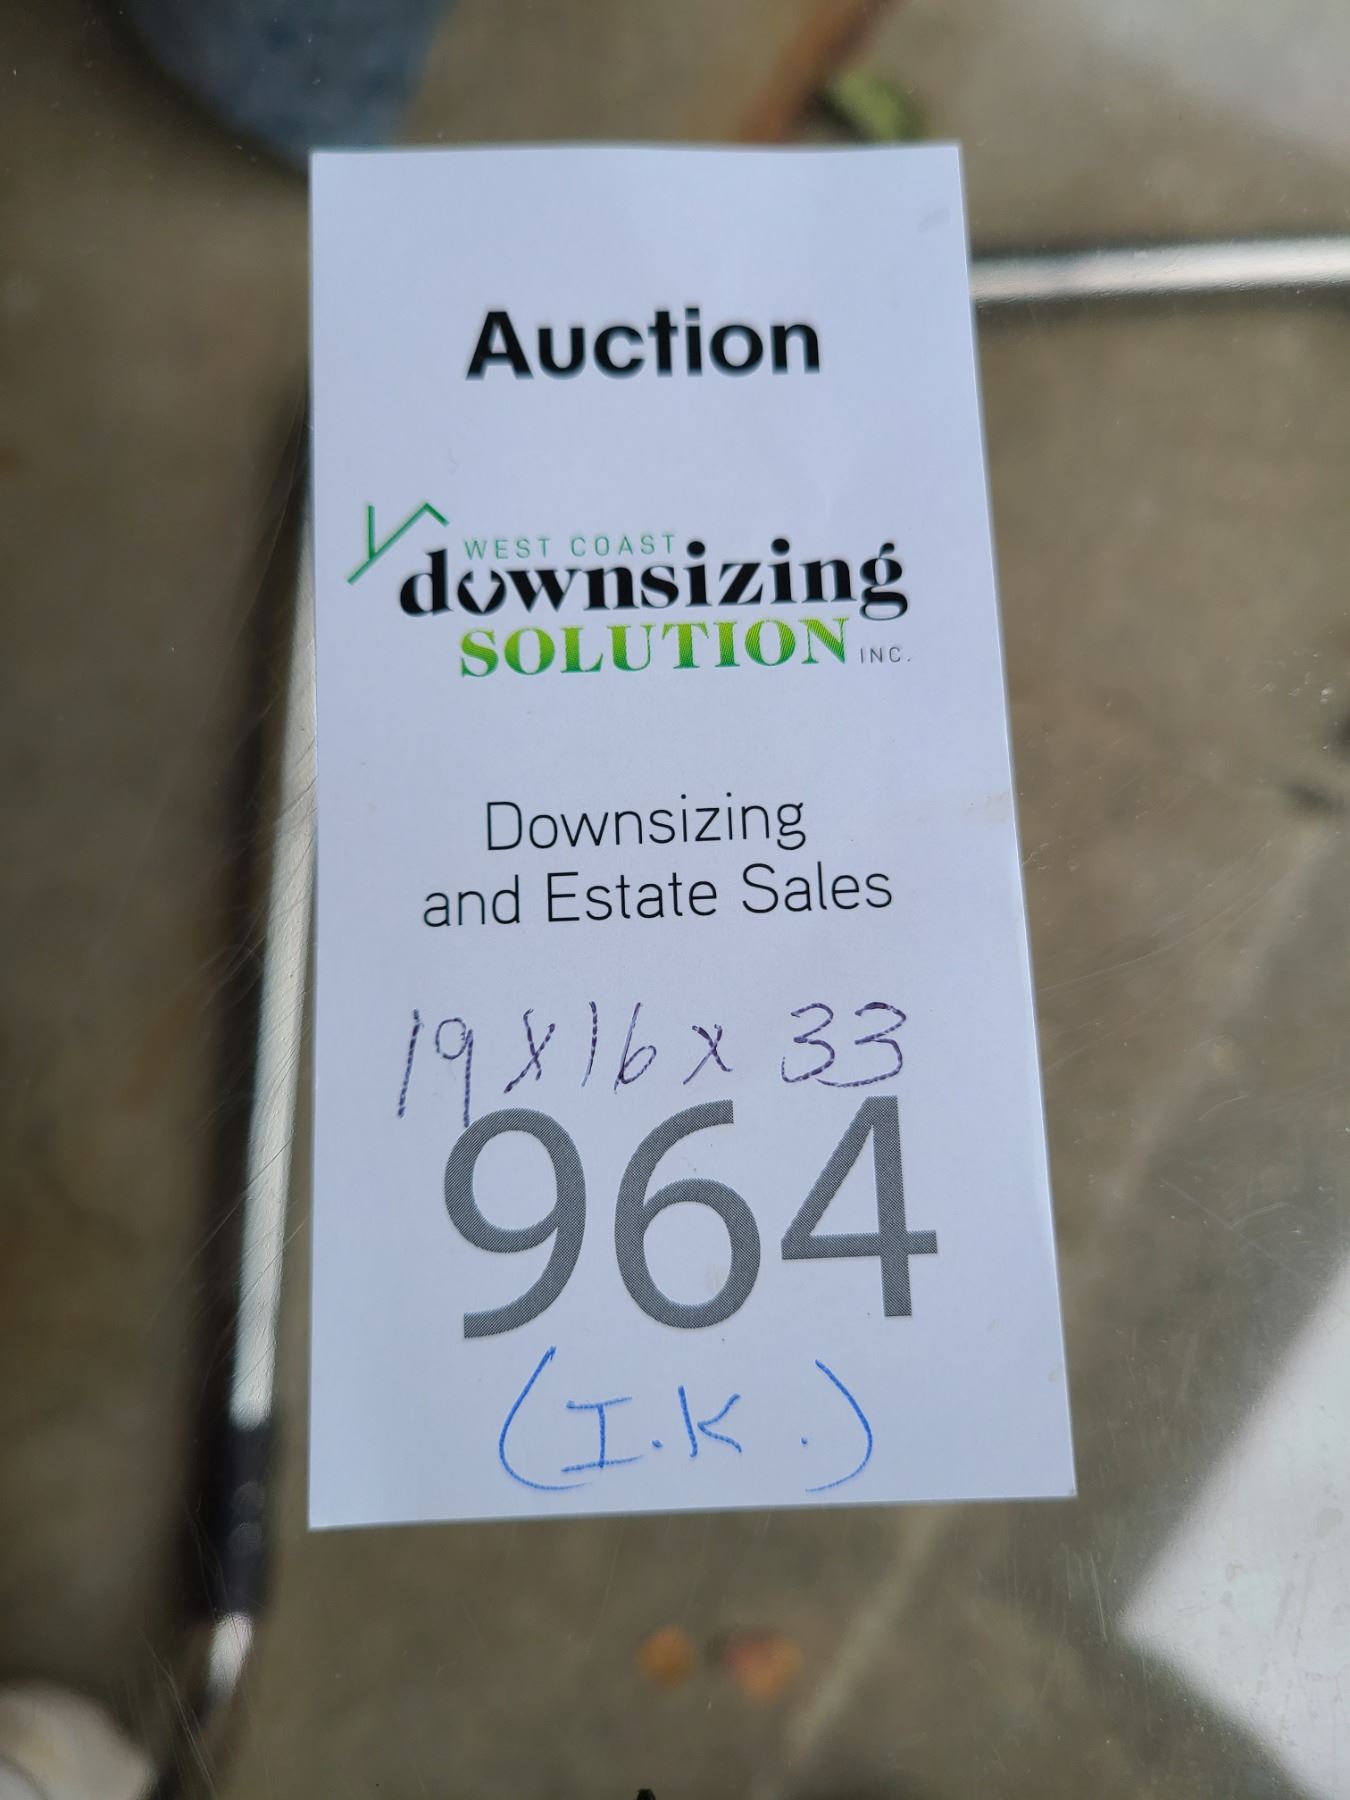 Auction
WEST COAST
downsizing
SOLUTION INC.
Downsizing
and Estate Sales
19 x 16 x 33
964
(I.K.)